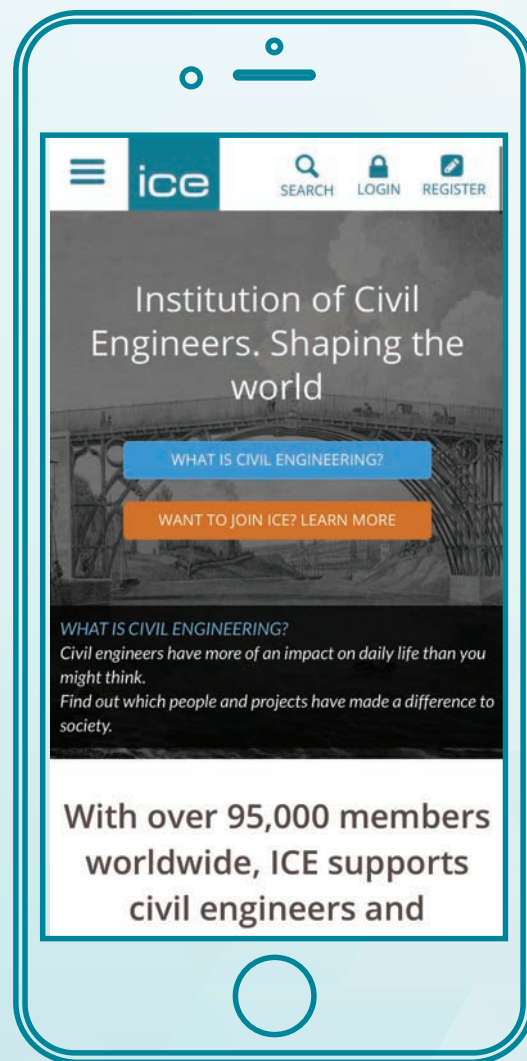 ice
SEARCH LOGIN REGISTER
Institution of Civil
Engineers. Shaping the
world
WHAT IS CIVIL ENGINEERING?
WANT TO JOIN ICE? LEARN MORE
WHAT IS CIVIL ENGINEERING?
Civil engineers have more of an impact on daily life than you
might think.
Find out which people and projects have made a difference to
society.
With over 95,000 members
worldwide, ICE supports
civil engineers and